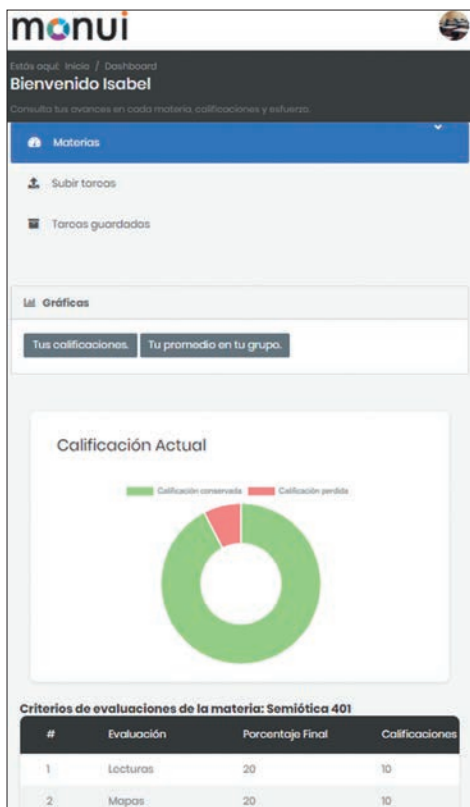 monui
Estás aquí: Inicio / Dashboard
Bienvenido Isabel
Consulta tus avances en cada materia, calificaciones y esfuerzo.
Materias
Subir tareas
Tareas guardadas
Gráficas
Tus calificaciones. Tu promedio en tu grupo.
Calificación Actual
Calificación conservada Calificación perdida
Criterios de evaluaciones de la materia: Semiótica 401
# Evaluación Porcentaje Final Calificaciones
1 Lecturas 20 10
2 Mapas 20 10